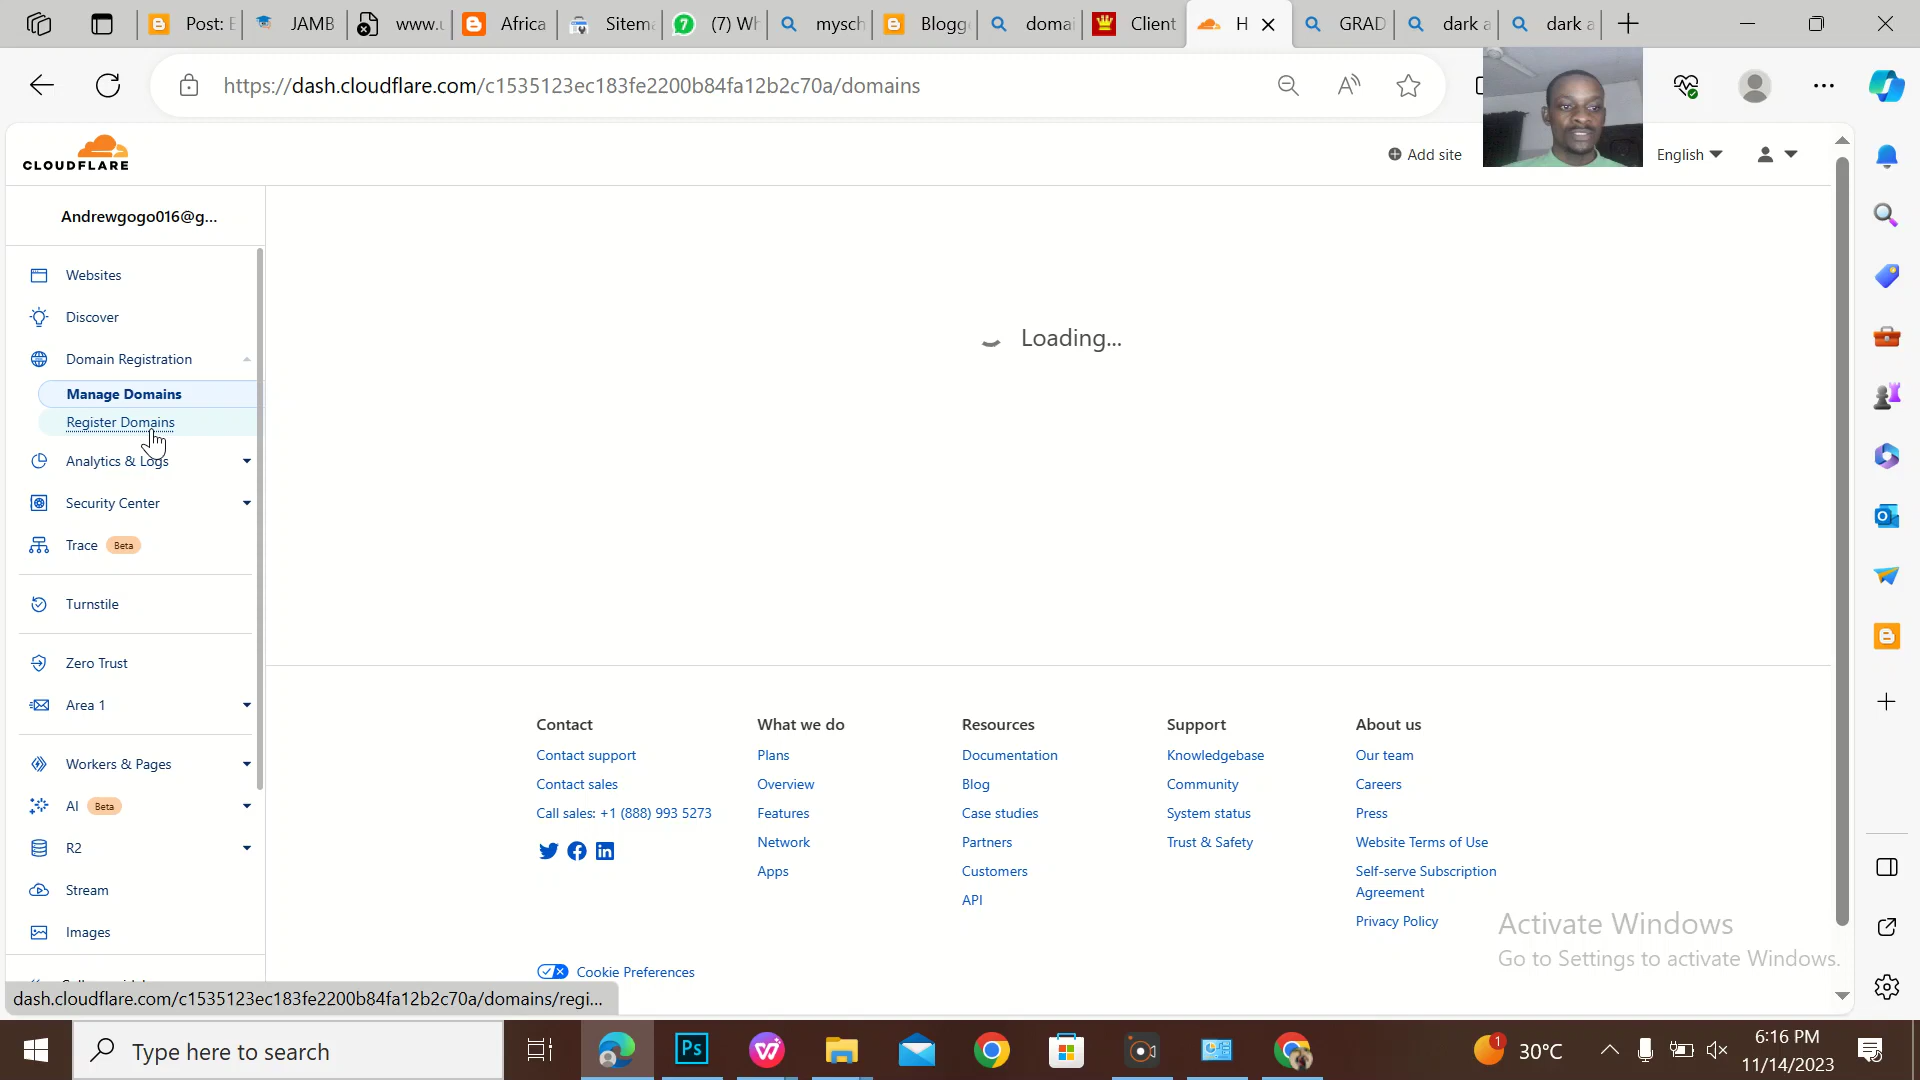 Post: E
JAMB
www.u
Africa
Sitema
(7) Wh
mysch
Blogg
domai
Client
H
GRAD
dark a
dark a
https://dash.cloudflare.com/c1535123ec183fe2200b84fa12b2c70a/domains
CLOUDFLARE
Add site
English
Andrewgogo016@g...
Websites
Discover
Domain Registration
Manage Domains
Register Domains
Analytics & Logs
Security Center
Trace Beta
Turnstile
Zero Trust
Area 1
Workers & Pages
AI Beta
R2
Stream
Images
Loading...
Contact
Contact support
Contact sales
Call sales: +1 (888) 993 5273
What we do
Plans
Overview
Features
Network
Apps
Resources
Documentation
Blog
Case studies
Partners
Customers
API
Support
Knowledgebase
Community
System status
Trust & Safety
About us
Our team
Careers
Press
Website Terms of Use
Self-serve Subscription
Agreement
Privacy Policy
Cookie Preferences
Activate Windows
Go to Settings to activate Windows.
dash.cloudflare.com/c1535123ec183fe2200b84fa12b2c70a/domains/regi...
Type here to search
Ps
1
30°C
6:16 PM
11/14/2023